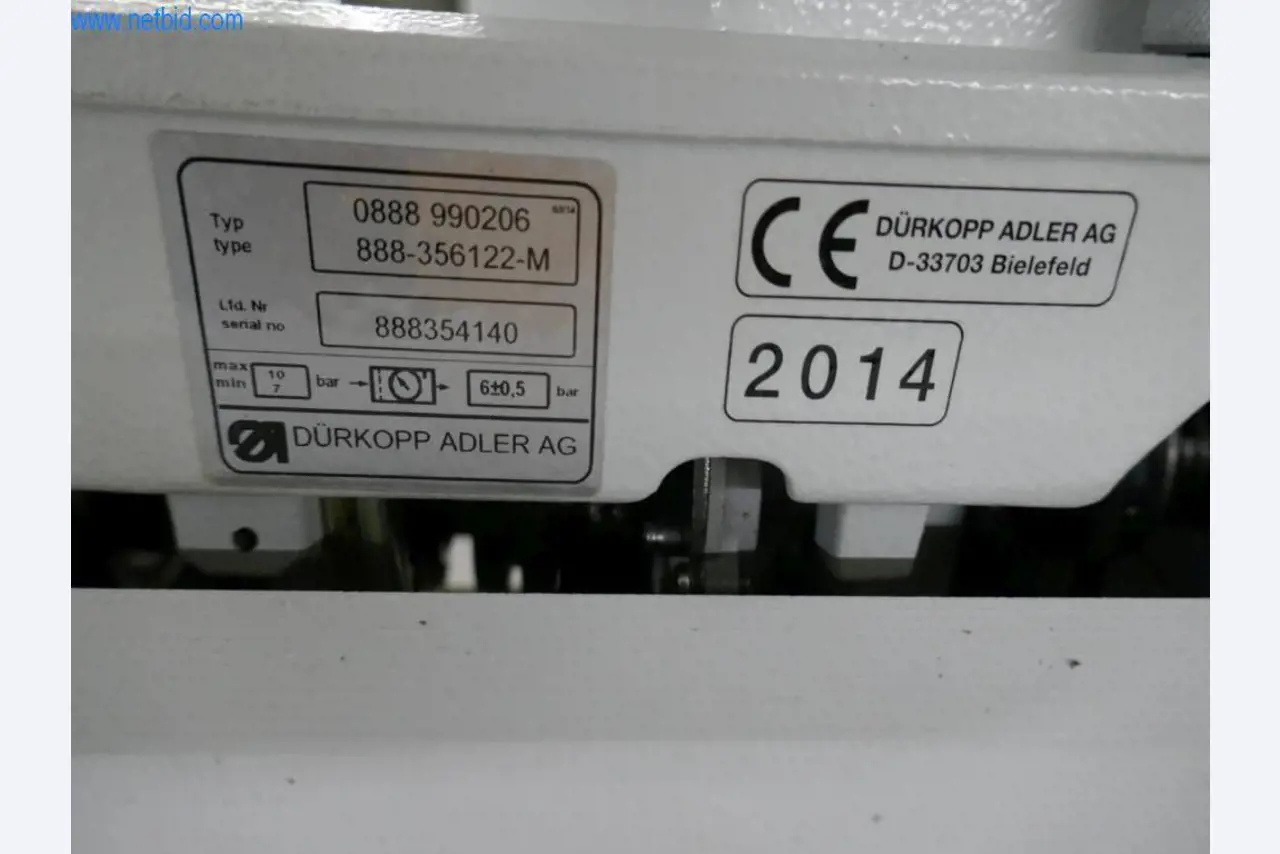 www.netbid.com
Typ
type
0888 990206
888-356122-M
Lfd. Nr
serial no
888354140
max
min
10
7
bar
6±0,5
bar
DÜRKOPP ADLER AG
CE
DÜRKOPP ADLER AG
D-33703 Bielefeld
2014